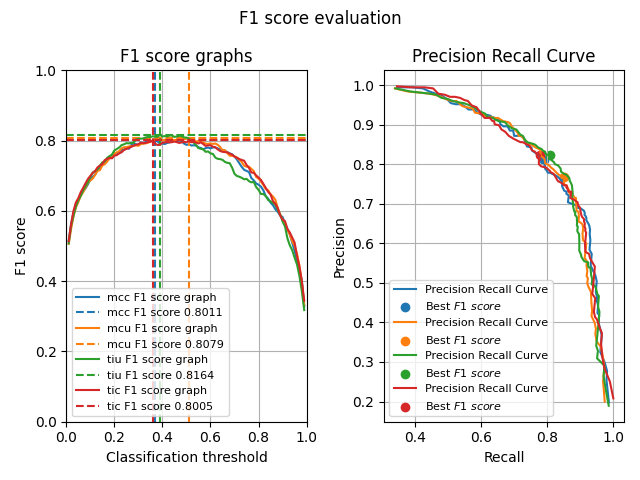 F1 score evaluation
F1 score graphs
1.0
0.8
0.6
0.4
0.2
0.0
F1 score
mcc F1 score graph
mcc F1 score 0.8011
mcu F1 score graph
mcu F1 score 0.8079
tiu F1 score graph
tiu F1 score 0.8164
tic F1 score graph
tic F1 score 0.8005
0.0 0.2 0.4 0.6 0.8 1.0
Classification threshold
Precision Recall Curve
1.0
0.9
0.8
0.7
0.6
0.5
0.4
0.3
0.2
Precision
Precision Recall Curve
Best F1 score
Precision Recall Curve
Best F1 score
Precision Recall Curve
Best F1 score
Precision Recall Curve
Best F1 score
0.4 0.6 0.8 1.0
Recall